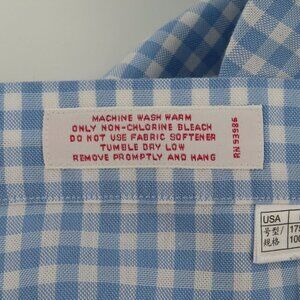 MACHINE WASH WARM
ONLY NON-CHLORINE BLEACH
DO NOT USE FABRIC SOFTENER
TUMBLE DRY LOW
REMOVE PROMPTLY AND HANG
RN 93986
USA
号型/
规格